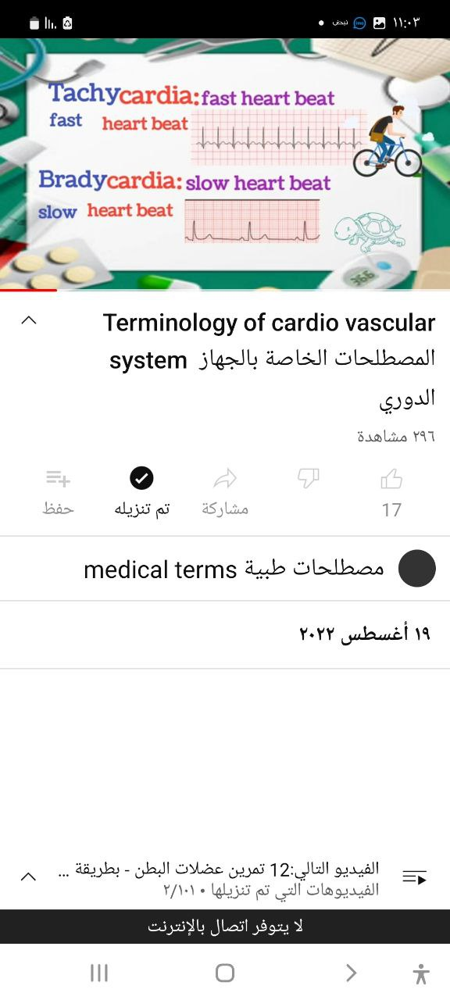 ١١:٠٣
نبض
Tachycardia: fast heart beat
fast heart beat
Bradycardia: slow heart beat
slow heart beat
Terminology of cardio vascular
system المصطلحات الخاصة بالجهاز
الدوري
٢٩٦ مشاهدة
17
مشاركة
تم تنزيله
حفظ
مصطلحات طبية medical terms
١٩ أغسطس ٢٠٢٢
الفيديو التالي:12 تمرين عضلات البطن - بطريقة ...
الفيديوهات التي تم تنزيلها • ٢/١٠١
لا يتوفر اتصال بالإنترنت